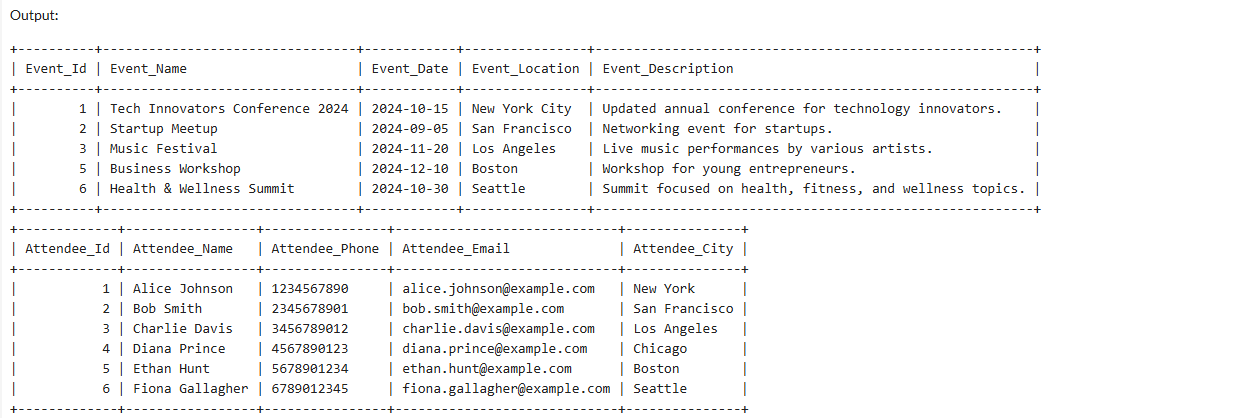 Output:
+----------+--------------------------------+------------+----------------+---------------------------------------------------------+
| Event_Id | Event_Name                     | Event_Date | Event_Location | Event_Description                                       |
+----------+--------------------------------+------------+----------------+---------------------------------------------------------+
|        1 | Tech Innovators Conference 2024 | 2024-10-15 | New York City  | Updated annual conference for technology innovators.    |
|        2 | Startup Meetup                 | 2024-09-05 | San Francisco  | Networking event for startups.                          |
|        3 | Music Festival                 | 2024-11-20 | Los Angeles    | Live music performances by various artists.             |
|        5 | Business Workshop              | 2024-12-10 | Boston         | Workshop for young entrepreneurs.                       |
|        6 | Health & Wellness Summit       | 2024-10-30 | Seattle        | Summit focused on health, fitness, and wellness topics. |
+----------+--------------------------------+------------+----------------+---------------------------------------------------------+
+-------------+-----------------+----------------+-----------------------------+---------------+
| Attendee_Id | Attendee_Name   | Attendee_Phone | Attendee_Email              | Attendee_City |
+-------------+-----------------+----------------+-----------------------------+---------------+
|           1 | Alice Johnson   | 1234567890     | alice.johnson@example.com   | New York      |
|           2 | Bob Smith       | 2345678901     | bob.smith@example.com       | San Francisco |
|           3 | Charlie Davis   | 3456789012     | charlie.davis@example.com   | Los Angeles   |
|           4 | Diana Prince    | 4567890123     | diana.prince@example.com    | Chicago       |
|           5 | Ethan Hunt      | 5678901234     | ethan.hunt@example.com      | Boston        |
|           6 | Fiona Gallagher | 6789012345     | fiona.gallagher@example.com | Seattle       |
+-------------+-----------------+----------------+-----------------------------+---------------+